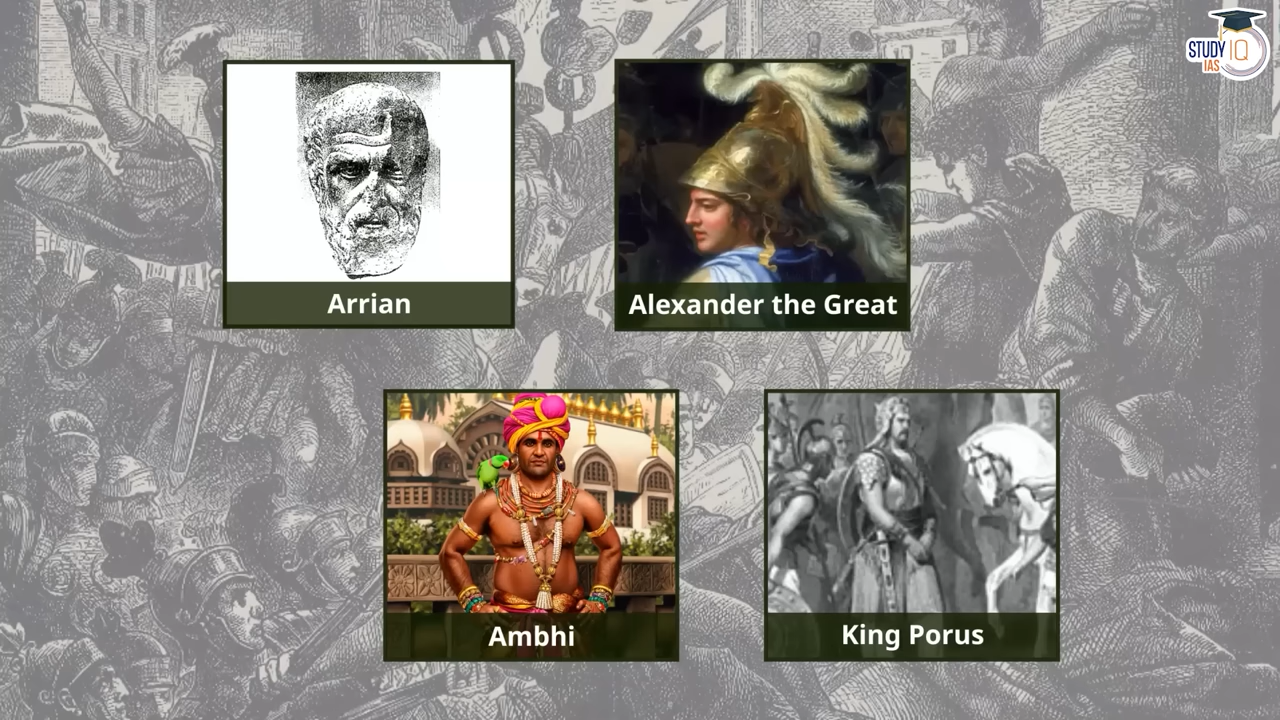 STUDY IQ
IAS
Arrian
Alexander the Great
Ambhi
King Porus